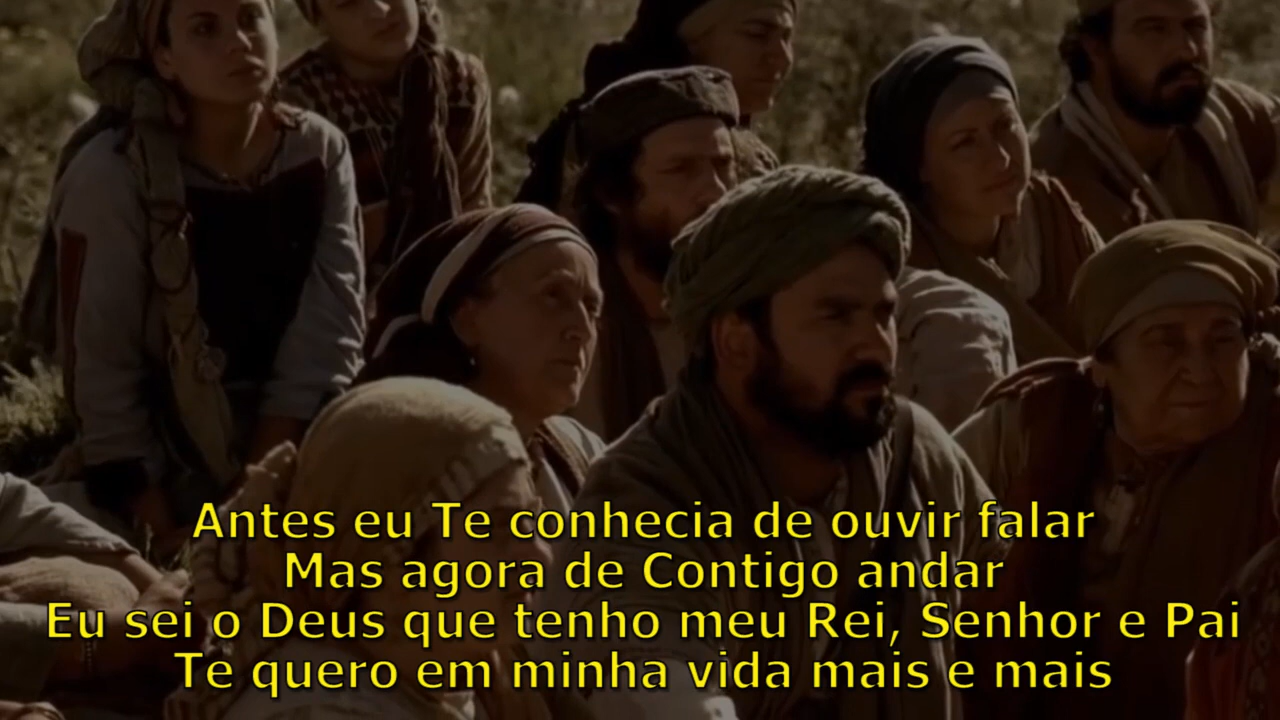 Antes eu Te conhecia de ouvir falar
Mas agora de Contigo andar
Eu sei o Deus que tenho meu Rei, Senhor e Pai
Te quero em minha vida mais e mais